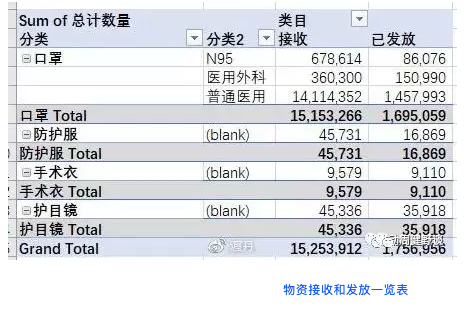 Sum of 总计数量 类目
分类 分类2 接收 已发放
口罩 N95 678,614 86,076
医用外科 360,300 150,990
普通医用 14,114,352 1,457,993
口罩 Total 15,153,266 1,695,059
防护服 (blank) 45,731 16,869
防护服 Total 45,731 16,869
手术衣 (blank) 9,579 9,110
手术衣 Total 9,579 9,110
护目镜 (blank) 45,336 35,918
护目镜 Total 45,336 35,918
Grand Total 15,253,912 1,756,956
物资接收和发放一览表